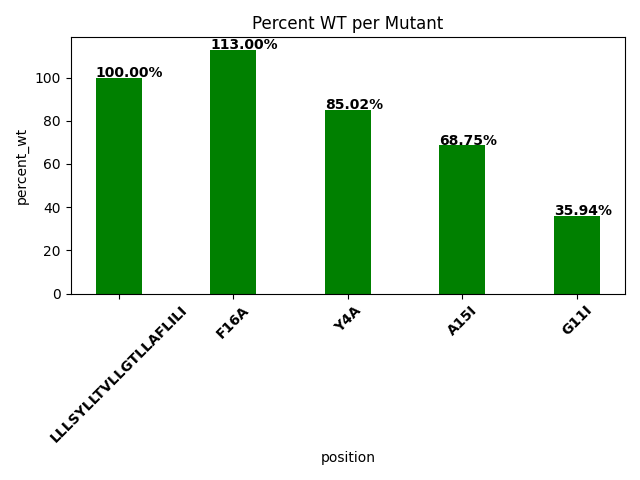 Percent WT per Mutant
percent_wt
100
80
60
40
20
0
100.00%
113.00%
85.02%
68.75%
35.94%
LLLSYLLTVLLGTLLAFLILI
F16A
Y4A
A15I
G11I
position